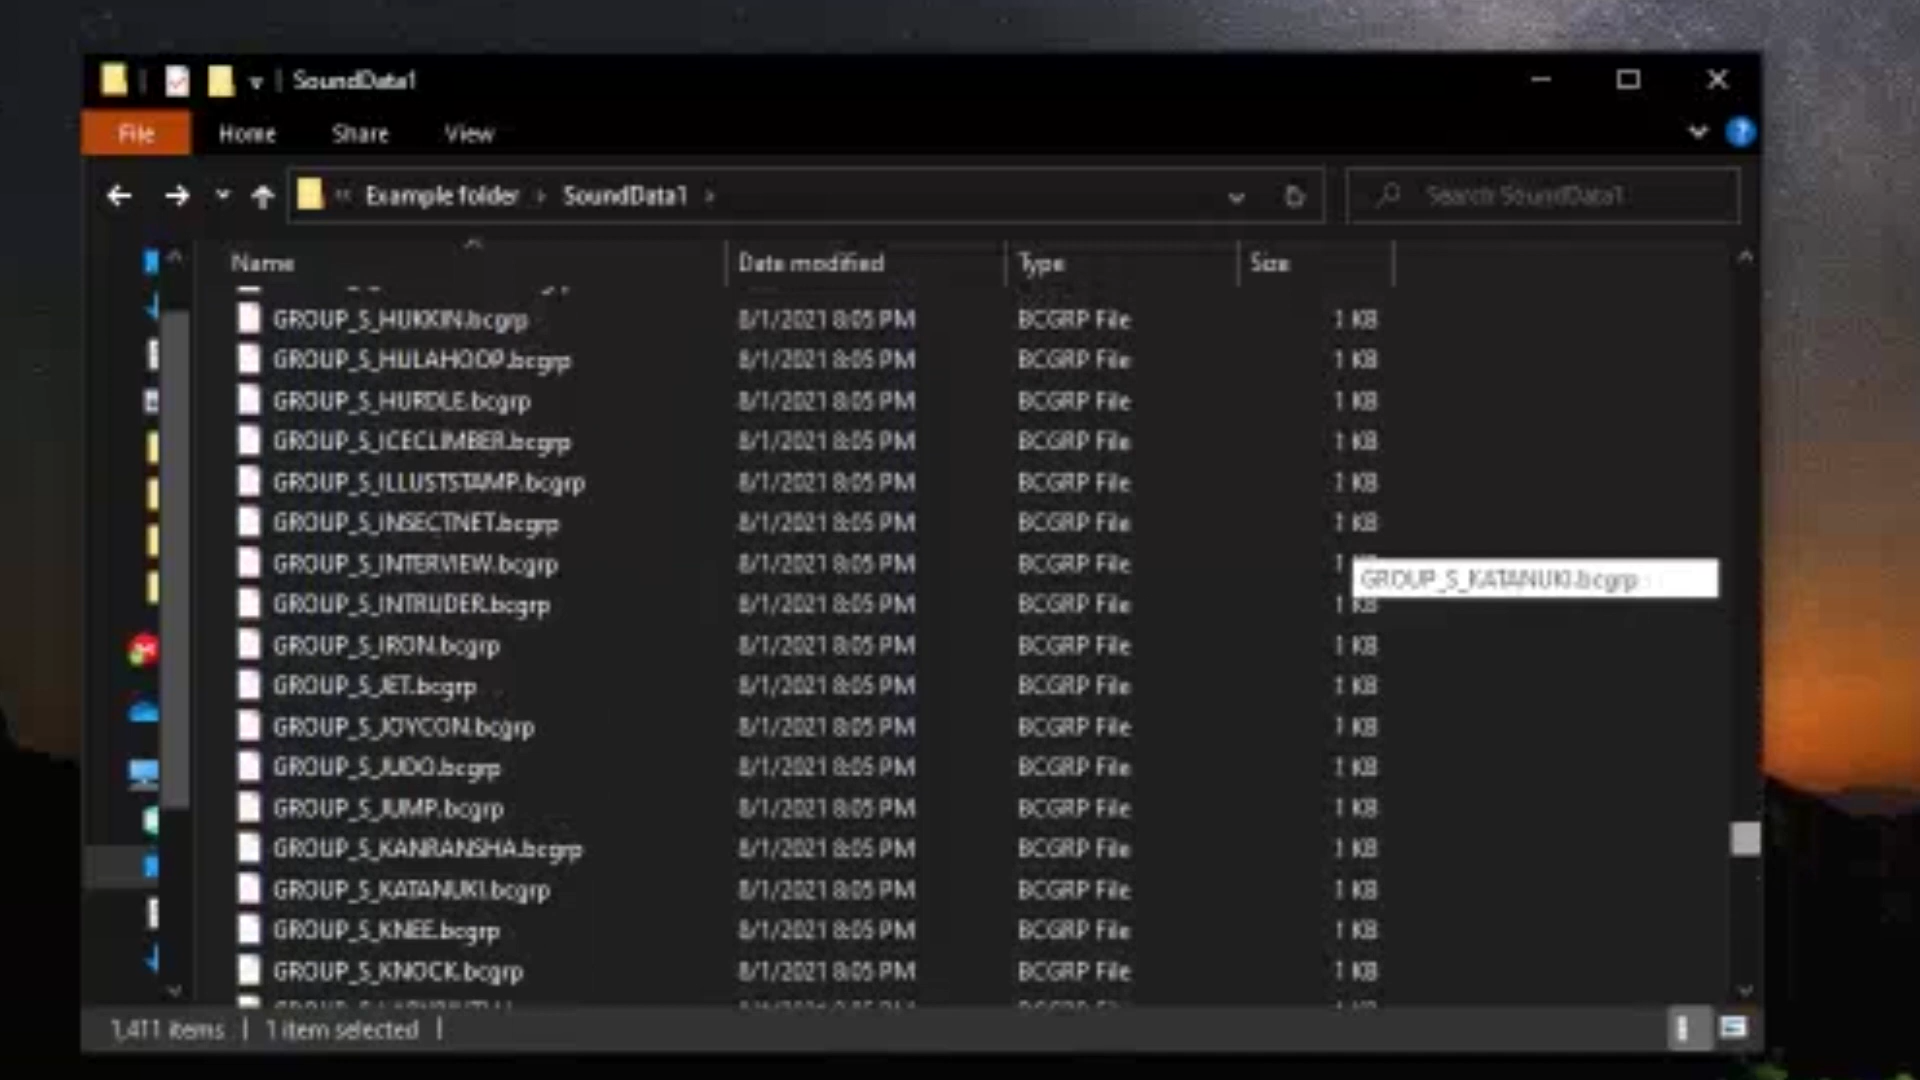 SoundData1
File Home Share View
Example folder SoundData1 Search SoundData1
Name Date modified Type Size
GROUP_S_HUKKIN.bcgrp 8/1/2021 8:05 PM BCGRP File 1 KB
GROUP_S_HULAHOOP.bcgrp 8/1/2021 8:05 PM BCGRP File 1 KB
GROUP_S_HURDLE.bcgrp 8/1/2021 8:05 PM BCGRP File 1 KB
GROUP_S_ICECLIMBER.bcgrp 8/1/2021 8:05 PM BCGRP File 1 KB
GROUP_S_ILLUSTSTAMP.bcgrp 8/1/2021 8:05 PM BCGRP File 1 KB
GROUP_S_INSECTNET.bcgrp 8/1/2021 8:05 PM BCGRP File 1 KB
GROUP_S_INTERVIEW.bcgrp 8/1/2021 8:05 PM BCGRP File 1
GROUP_S_KATANUKI.bcgrp
GROUP_S_INTRUDER.bcgrp 8/1/2021 8:05 PM BCGRP File 1 KB
GROUP_S_IRON.bcgrp 8/1/2021 8:05 PM BCGRP File 1 KB
GROUP_S_JET.bcgrp 8/1/2021 8:05 PM BCGRP File 1 KB
GROUP_S_JOYCON.bcgrp 8/1/2021 8:05 PM BCGRP File 1 KB
GROUP_S_JUDO.bcgrp 8/1/2021 8:05 PM BCGRP File 1 KB
GROUP_S_JUMP.bcgrp 8/1/2021 8:05 PM BCGRP File 1 KB
GROUP_S_KANRANSHA.bcgrp 8/1/2021 8:05 PM BCGRP File 1 KB
GROUP_S_KATANUKI.bcgrp 8/1/2021 8:05 PM BCGRP File 1 KB
GROUP_S_KNEE.bcgrp 8/1/2021 8:05 PM BCGRP File 1 KB
GROUP_S_KNOCK.bcgrp 8/1/2021 8:05 PM BCGRP File 1 KB
1,411 items 1 item selected